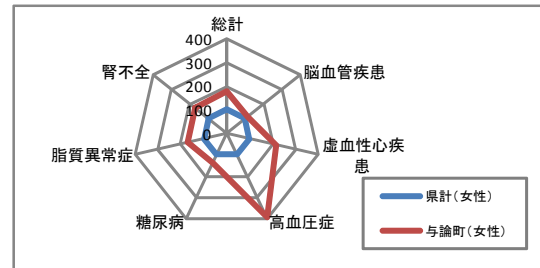 総計
400
300
200
100
0
脳血管疾患
虚血性心疾
患
高血圧症
糖尿病
脂質異常症
腎不全
県計(女性)
与論町(女性)